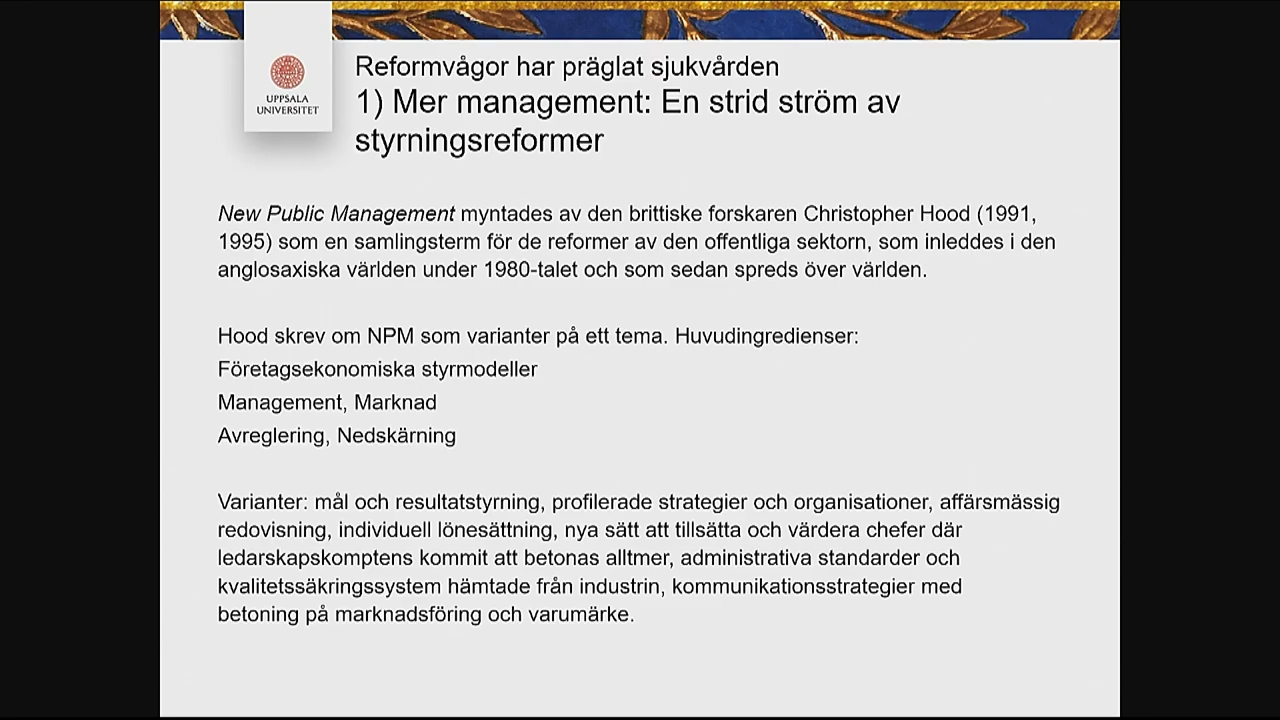 UPPSALA
UNIVERSITET
Reformvågor har präglat sjukvården
1) Mer management: En strid ström av
styrningsreformer
New Public Management myntades av den brittiske forskaren Christopher Hood (1991,
1995) som en samlingsterm för de reformer av den offentliga sektorn, som inleddes i den
anglosaxiska världen under 1980-talet och som sedan spreds över världen.
Hood skrev om NPM som varianter på ett tema. Huvudingredienser:
Företagsekonomiska styrmodeller
Management, Marknad
Avreglering, Nedskärning
Varianter: mål och resultatstyrning, profilerade strategier och organisationer, affärsmässig
redovisning, individuell lönesättning, nya sätt att tillsätta och värdera chefer där
ledarskapskomptens kommit att betonas alltmer, administrativa standarder och
kvalitetssäkringssystem hämtade från industrin, kommunikationsstrategier med
betoning på marknadsföring och varumärke.